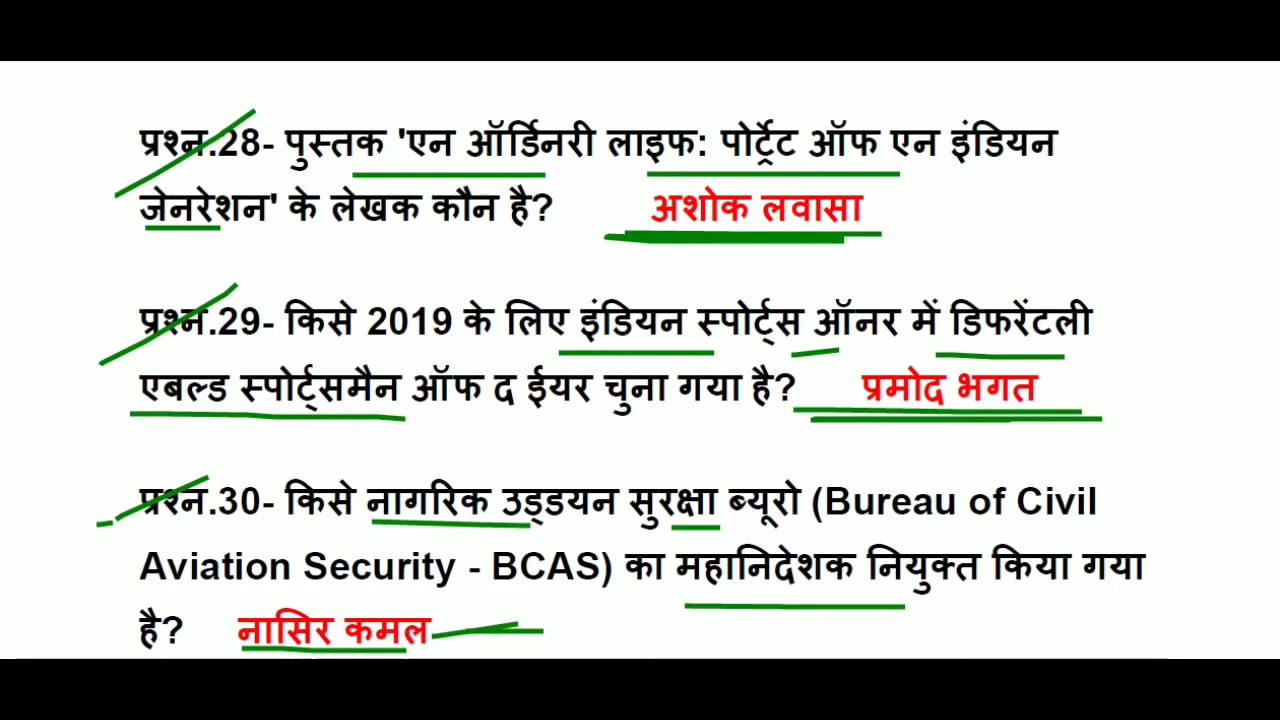 प्रश्न.28- पुस्तक 'एन ऑर्डिनरी लाइफ: पोर्ट्रेट ऑफ एन इंडियन
जेनरेशन' के लेखक कौन है? अशोक लवासा
प्रश्न.29- किसे 2019 के लिए इंडियन स्पोर्ट्स ऑनर में डिफरेंटली
एबल्ड स्पोर्ट्समैन ऑफ द ईयर चुना गया है? प्रमोद भगत
प्रश्न.30- किसे नागरिक उड्डयन सुरक्षा ब्यूरो (Bureau of Civil
Aviation Security - BCAS) का महानिदेशक नियुक्त किया गया
है? नासिर कमल